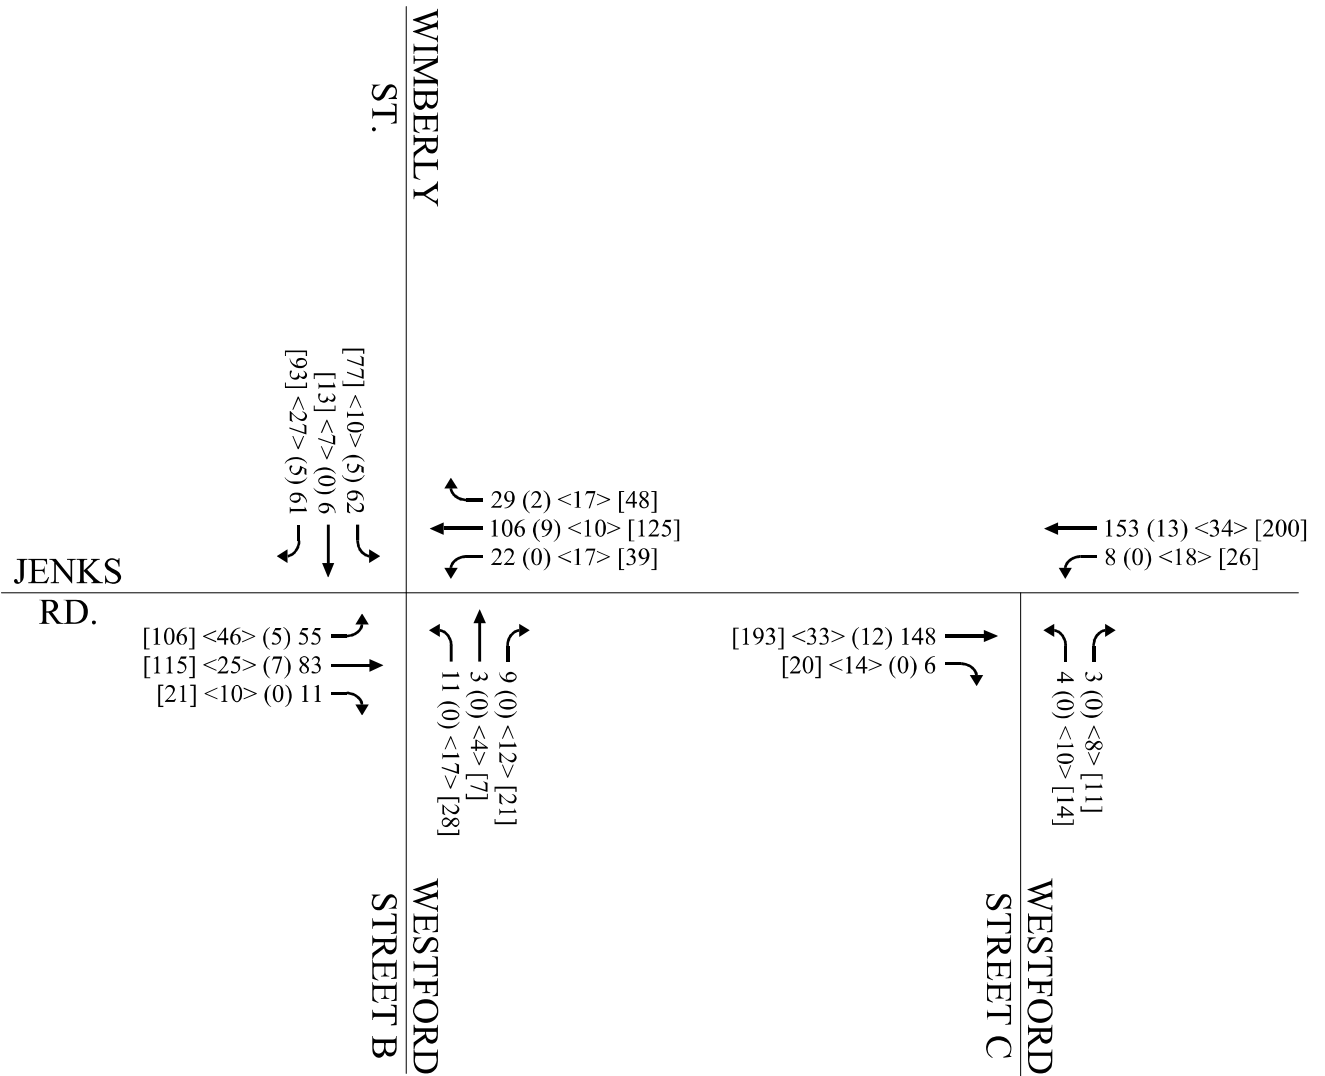 WIMBERLY
ST.
[93] <27> (5) 61
[13] <7> (0) 6
[77] <10> (5) 62
29 (2) <17> [48]
106 (9) <10> [125]
22 (0) <17> [39]
153 (13) <34> [200]
8 (0) <18> [26]
JENKS
RD.
[106] <46> (5) 55
[115] <25> (7) 83
[21] <10> (0) 11
11 (0) <17> [28]
3 (0) <4> [7]
9 (0) <12> [21]
[193] <33> (12) 148
[20] <14> (0) 6
4 (0) <10> [14]
3 (0) <8> [11]
WESTFORD
STREET B
WESTFORD
STREET C